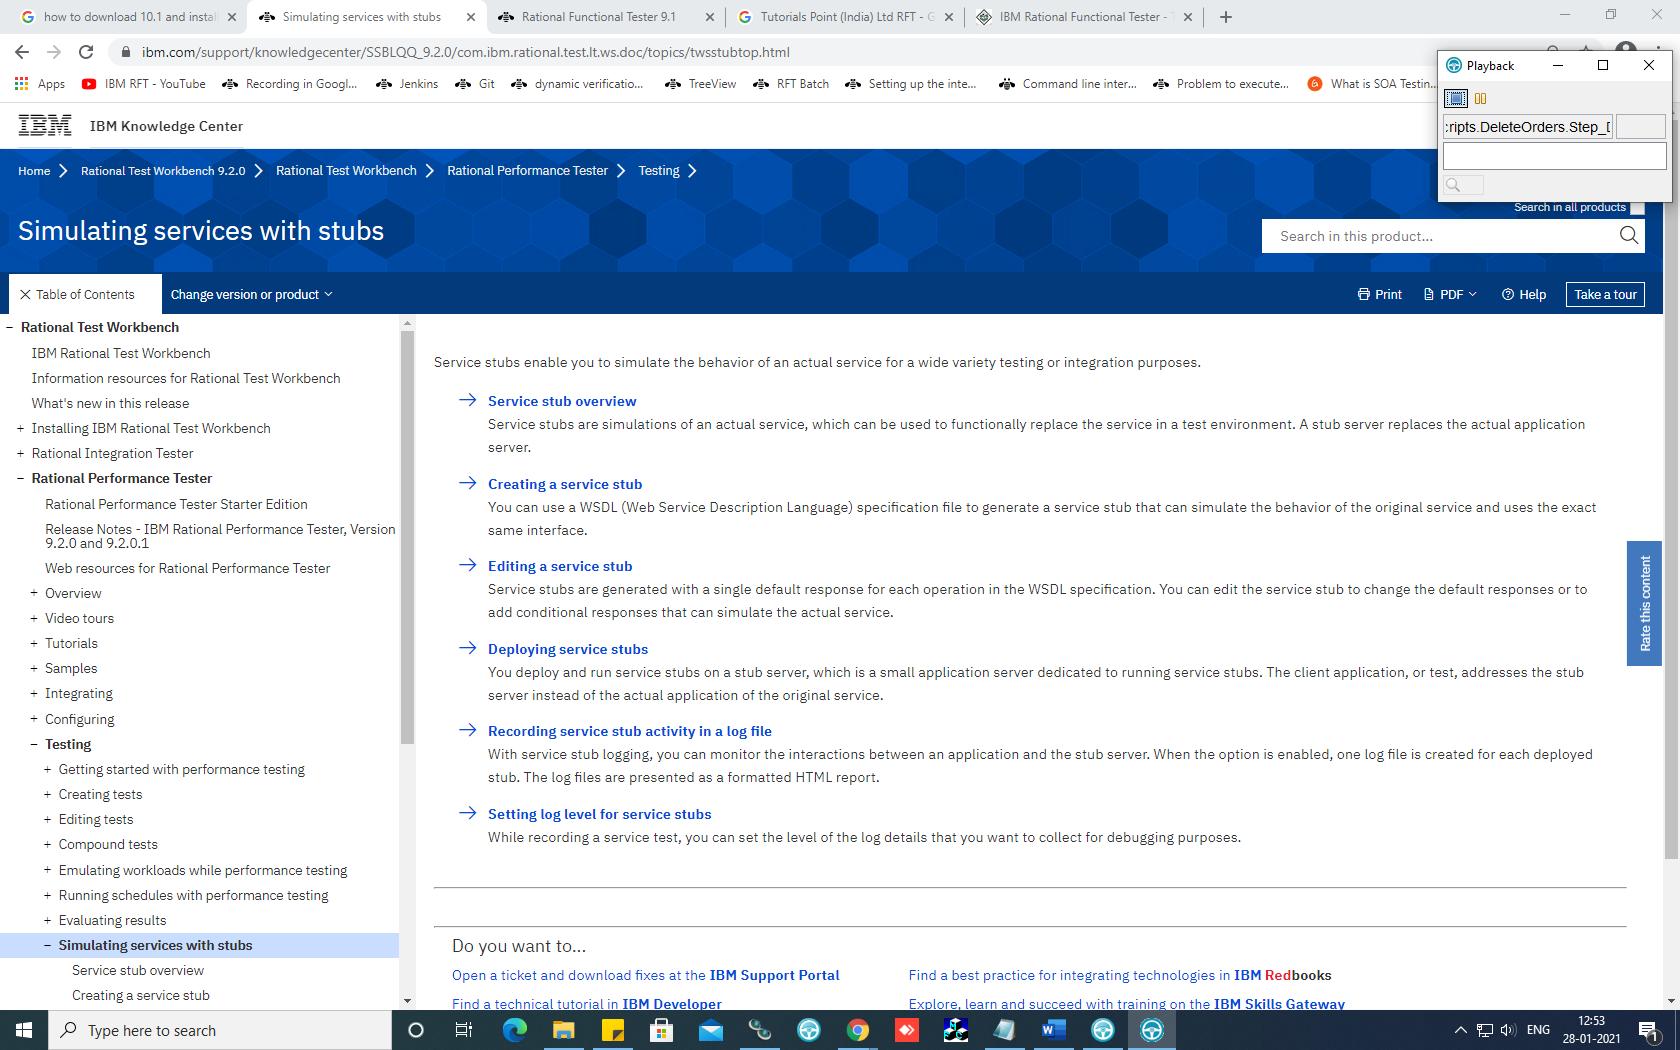 how to download 10.1 and instal
Simulating services with stubs
Rational Functional Tester 9.1
Tutorials Point (India) Ltd RFT - G
IBM Rational Functional Tester - T
ibm.com/support/knowledgecenter/SSBLQQ_9.2.0/com.ibm.rational.test.lt.ws.doc/topics/twsstubtop.html
Apps
IBM RFT - YouTube
Recording in Googl...
Jenkins
Git
dynamic verificatio...
TreeView
RFT Batch
Setting up the inte...
Command line inter...
Problem to execute...
What is SOA Testin...
Playback
:ripts.DeleteOrders.Step_D
IBM
IBM Knowledge Center
Home
Rational Test Workbench 9.2.0
Rational Test Workbench
Rational Performance Tester
Testing
Search in all products
Simulating services with stubs
Search in this product...
Table of Contents
Change version or product
Print
PDF
Help
Take a tour
Rational Test Workbench
IBM Rational Test Workbench
Information resources for Rational Test Workbench
What's new in this release
+ Installing IBM Rational Test Workbench
+ Rational Integration Tester
− Rational Performance Tester
Rational Performance Tester Starter Edition
Release Notes - IBM Rational Performance Tester, Version
9.2.0 and 9.2.0.1
Web resources for Rational Performance Tester
+ Overview
+ Video tours
+ Tutorials
+ Samples
+ Integrating
+ Configuring
− Testing
+ Getting started with performance testing
+ Creating tests
+ Editing tests
+ Compound tests
+ Emulating workloads while performance testing
+ Running schedules with performance testing
+ Evaluating results
− Simulating services with stubs
Service stub overview
Creating a service stub
Service stubs enable you to simulate the behavior of an actual service for a wide variety testing or integration purposes.
Service stub overview
Service stubs are simulations of an actual service, which can be used to functionally replace the service in a test environment. A stub server replaces the actual application
server.
Creating a service stub
You can use a WSDL (Web Service Description Language) specification file to generate a service stub that can simulate the behavior of the original service and uses the exact
same interface.
Editing a service stub
Service stubs are generated with a single default response for each operation in the WSDL specification. You can edit the service stub to change the default responses or to
add conditional responses that can simulate the actual service.
Deploying service stubs
You deploy and run service stubs on a stub server, which is a small application server dedicated to running service stubs. The client application, or test, addresses the stub
server instead of the actual application of the original service.
Recording service stub activity in a log file
With service stub logging, you can monitor the interactions between an application and the stub server. When the option is enabled, one log file is created for each deployed
stub. The log files are presented as a formatted HTML report.
Setting log level for service stubs
While recording a service test, you can set the level of the log details that you want to collect for debugging purposes.
Rate this content
Do you want to...
Open a ticket and download fixes at the IBM Support Portal
Find a best practice for integrating technologies in IBM Redbooks
Find a technical tutorial in IBM Developer
Explore, learn and succeed with training on the IBM Skills Gateway
Type here to search
ENG
12:53
28-01-2021
1